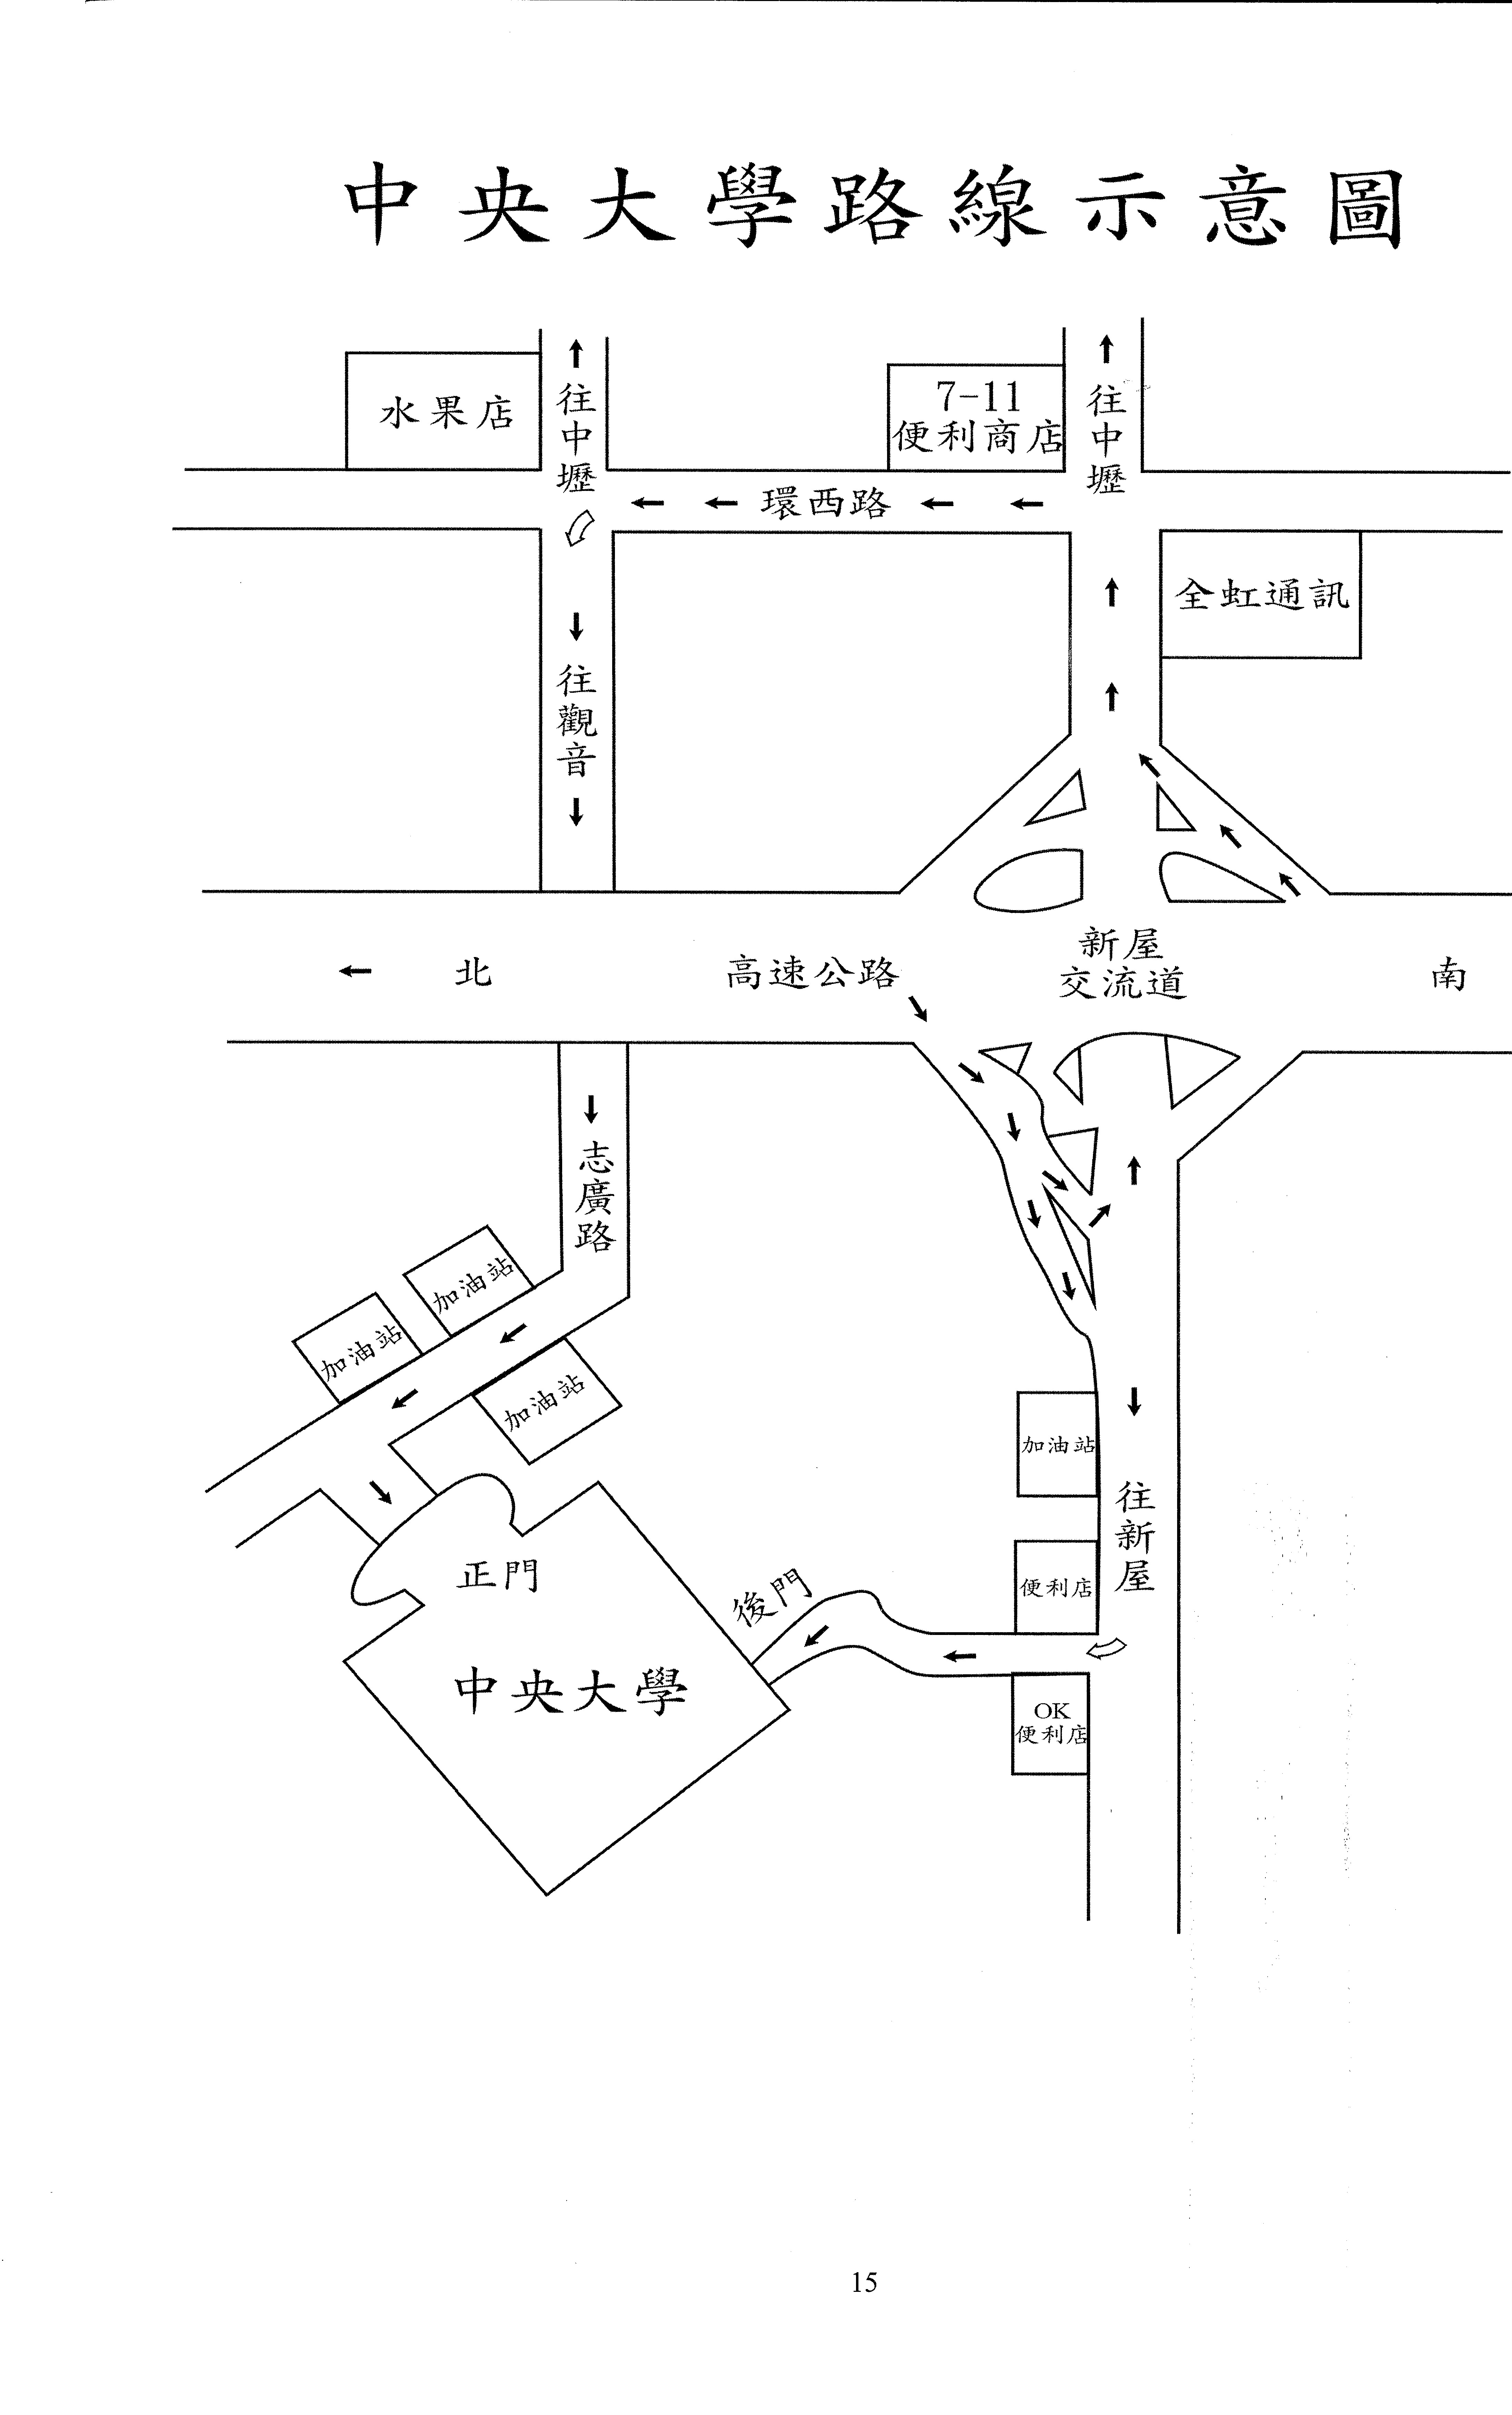 中央大學路線示意圖
水果店
往中壢
7-11
便利商店
往中壢
環西路
全虹通訊
往觀音
新屋
交流道
北
高速公路
南
志廣路
加油站
加油站
加油站
加油站
往新屋
便利店
正門
後門
中央大學
OK
便利店
15